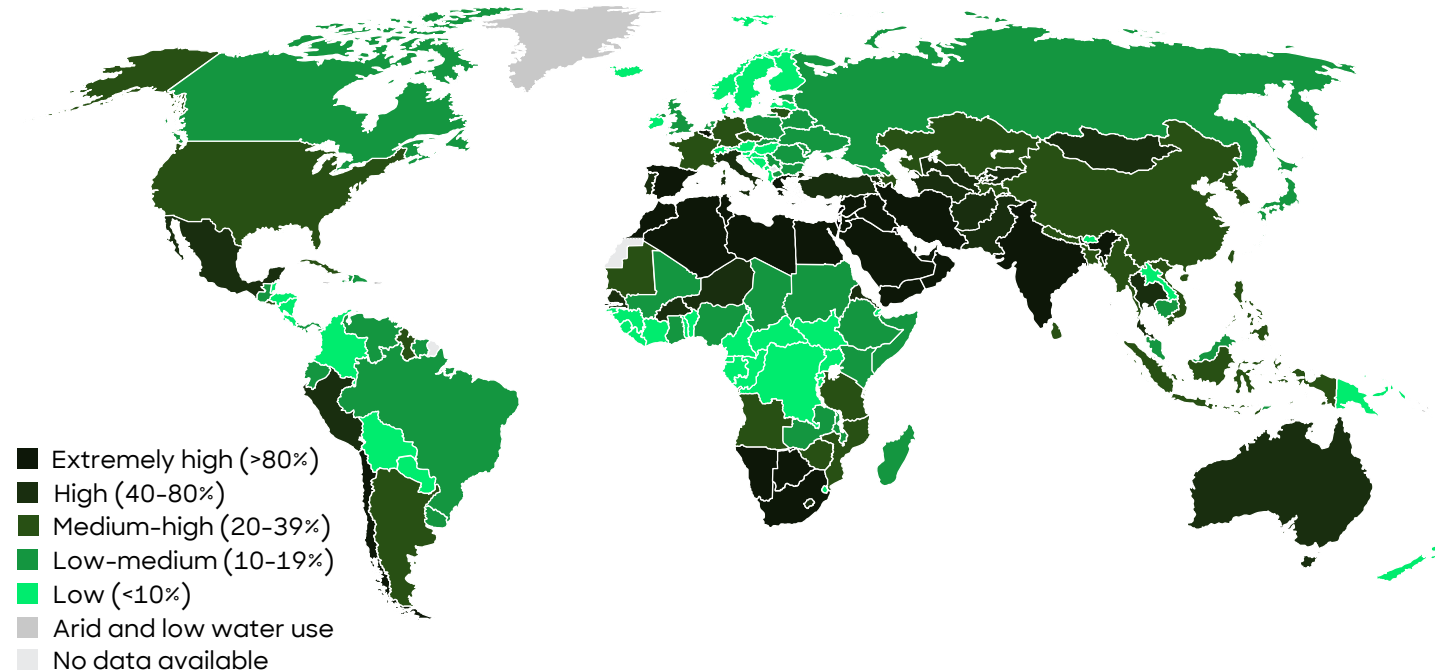 Extremely high (>80%)
High (40-80%)
Medium-high (20-39%)
Low-medium (10-19%)
Low (<10%)
Arid and low water use
No data available